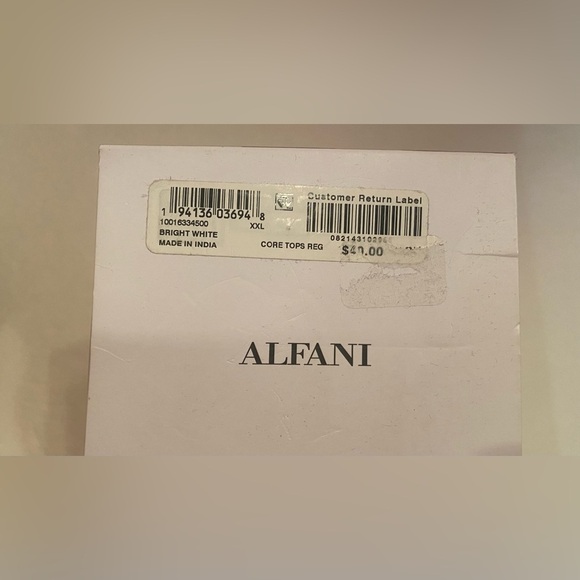 Customer Return Label
1 94136 03694 8
10016334500 XXL
BRIGHT WHITE
MADE IN INDIA CORE TOPS REG $40.00
ALFANI